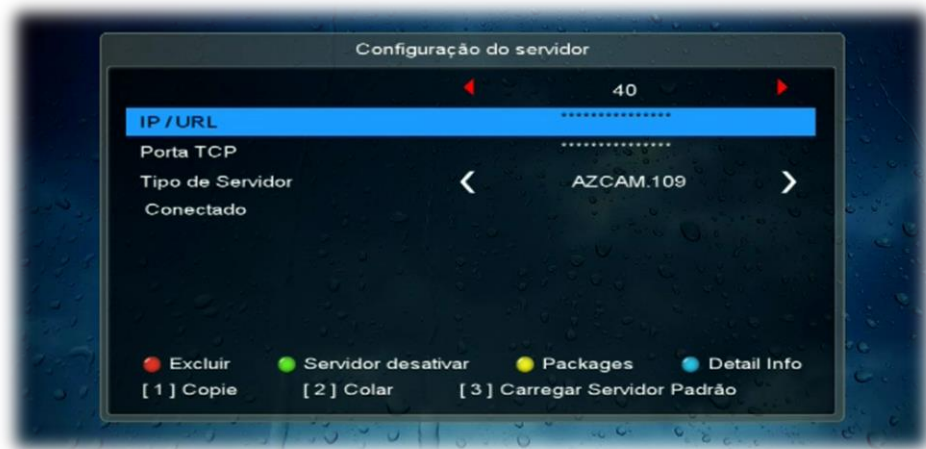 Configuração do servidor
40
IP / URL ***************
Porta TCP ***************
Tipo de Servidor AZCAM.109
Conectado
Excluir Servidor desativar Packages Detail Info
[ 1 ] Copie [ 2 ] Colar [ 3 ] Carregar Servidor Padrão